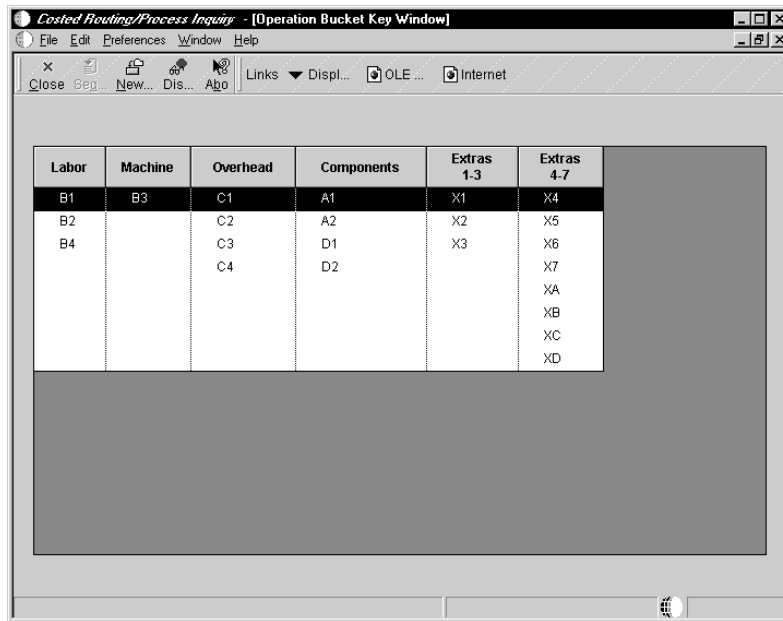 Costed Routing/Process Inquiry - [Operation Bucket Key Window]
File Edit Preferences Window Help
Close Seq... New... Dis... Abo Links Displ... OLE ... Internet
Labor Machine Overhead Components Extras 1-3 Extras 4-7
B1 B3 C1 A1 X1 X4
B2 C2 A2 X2 X5
B4 C3 D1 X3 X6
C4 D2 X7
XA
XB
XC
XD